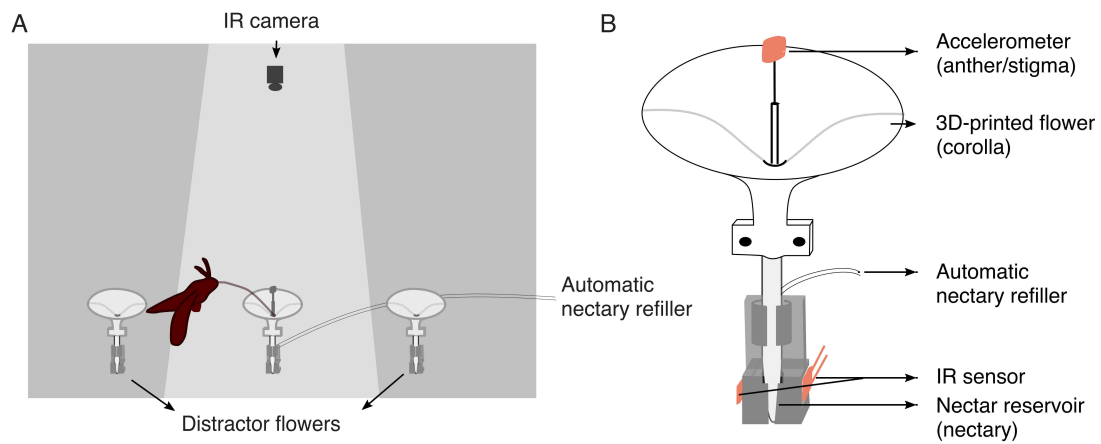 A
IR camera
Automatic
nectary refiller
Distractor flowers
B
Accelerometer
(anther/stigma)
3D-printed flower
(corolla)
Automatic
nectary refiller
IR sensor
Nectar reservoir
(nectary)